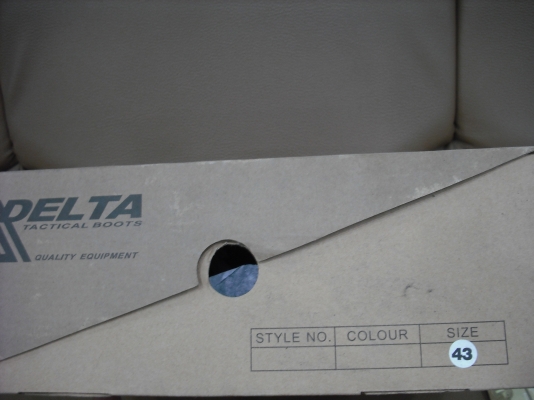 DELTA
TACTICAL BOOTS
QUALITY EQUIPMENT
STYLE NO. COLOUR SIZE
43